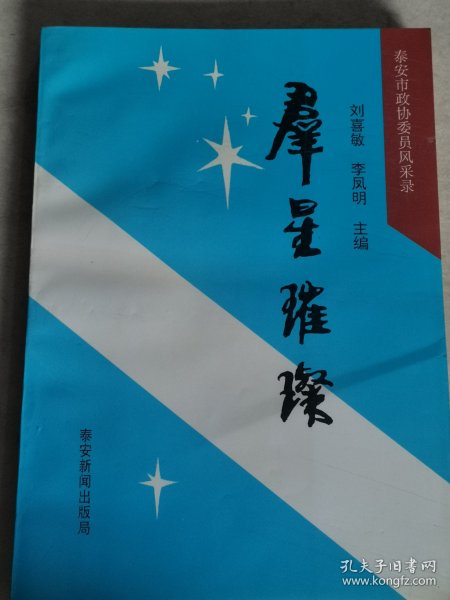 泰安市政协委员风采录
刘喜敏 李凤明 主编
羣星璀璨
泰安新闻出版局
孔夫子旧书网
www.kongfz.com